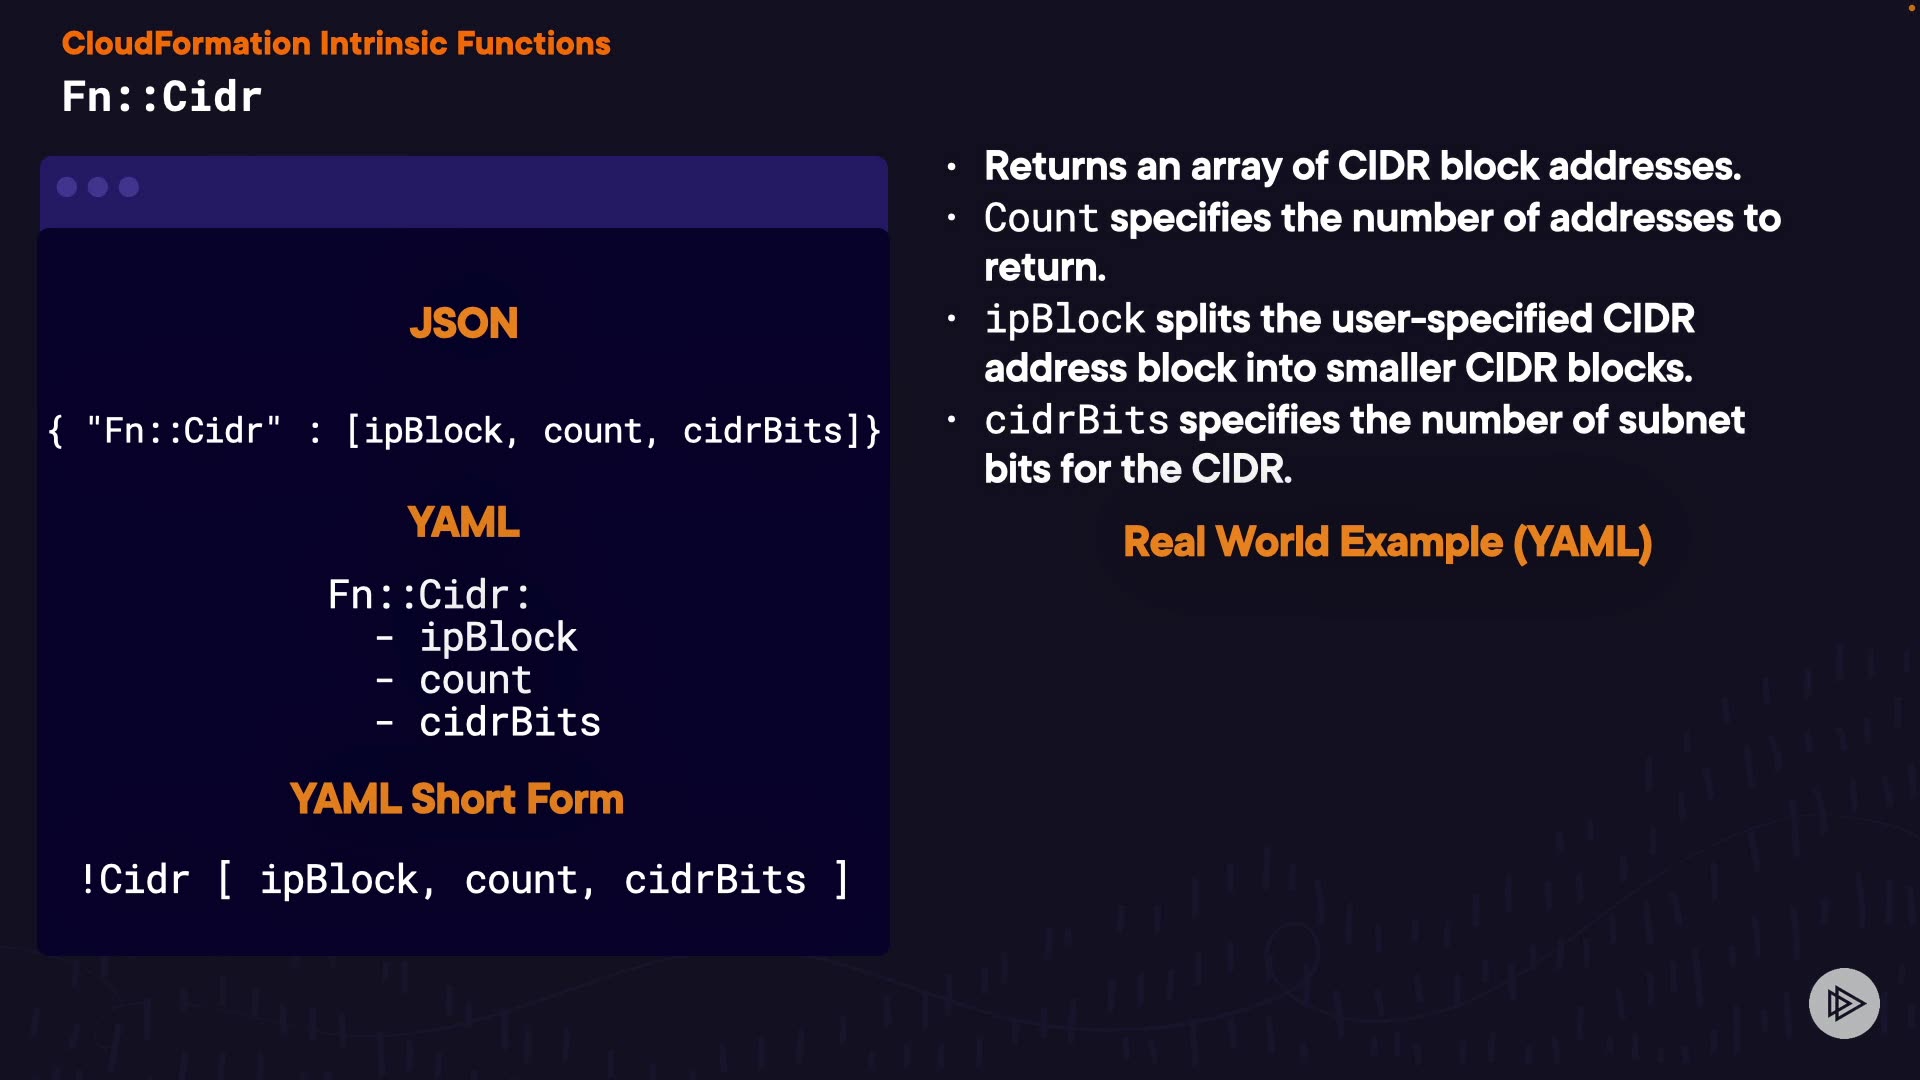 CloudFormation Intrinsic Functions
Fn::Cidr
JSON
{ "Fn::Cidr" : [ipBlock, count, cidrBits]}
YAML
Fn::Cidr:
- ipBlock
- count
- cidrBits
YAML Short Form
!Cidr [ ipBlock, count, cidrBits ]
· Returns an array of CIDR block addresses.
· Count specifies the number of addresses to
return.
· ipBlock splits the user-specified CIDR
address block into smaller CIDR blocks.
· cidrBits specifies the number of subnet
bits for the CIDR.
Real World Example (YAML)